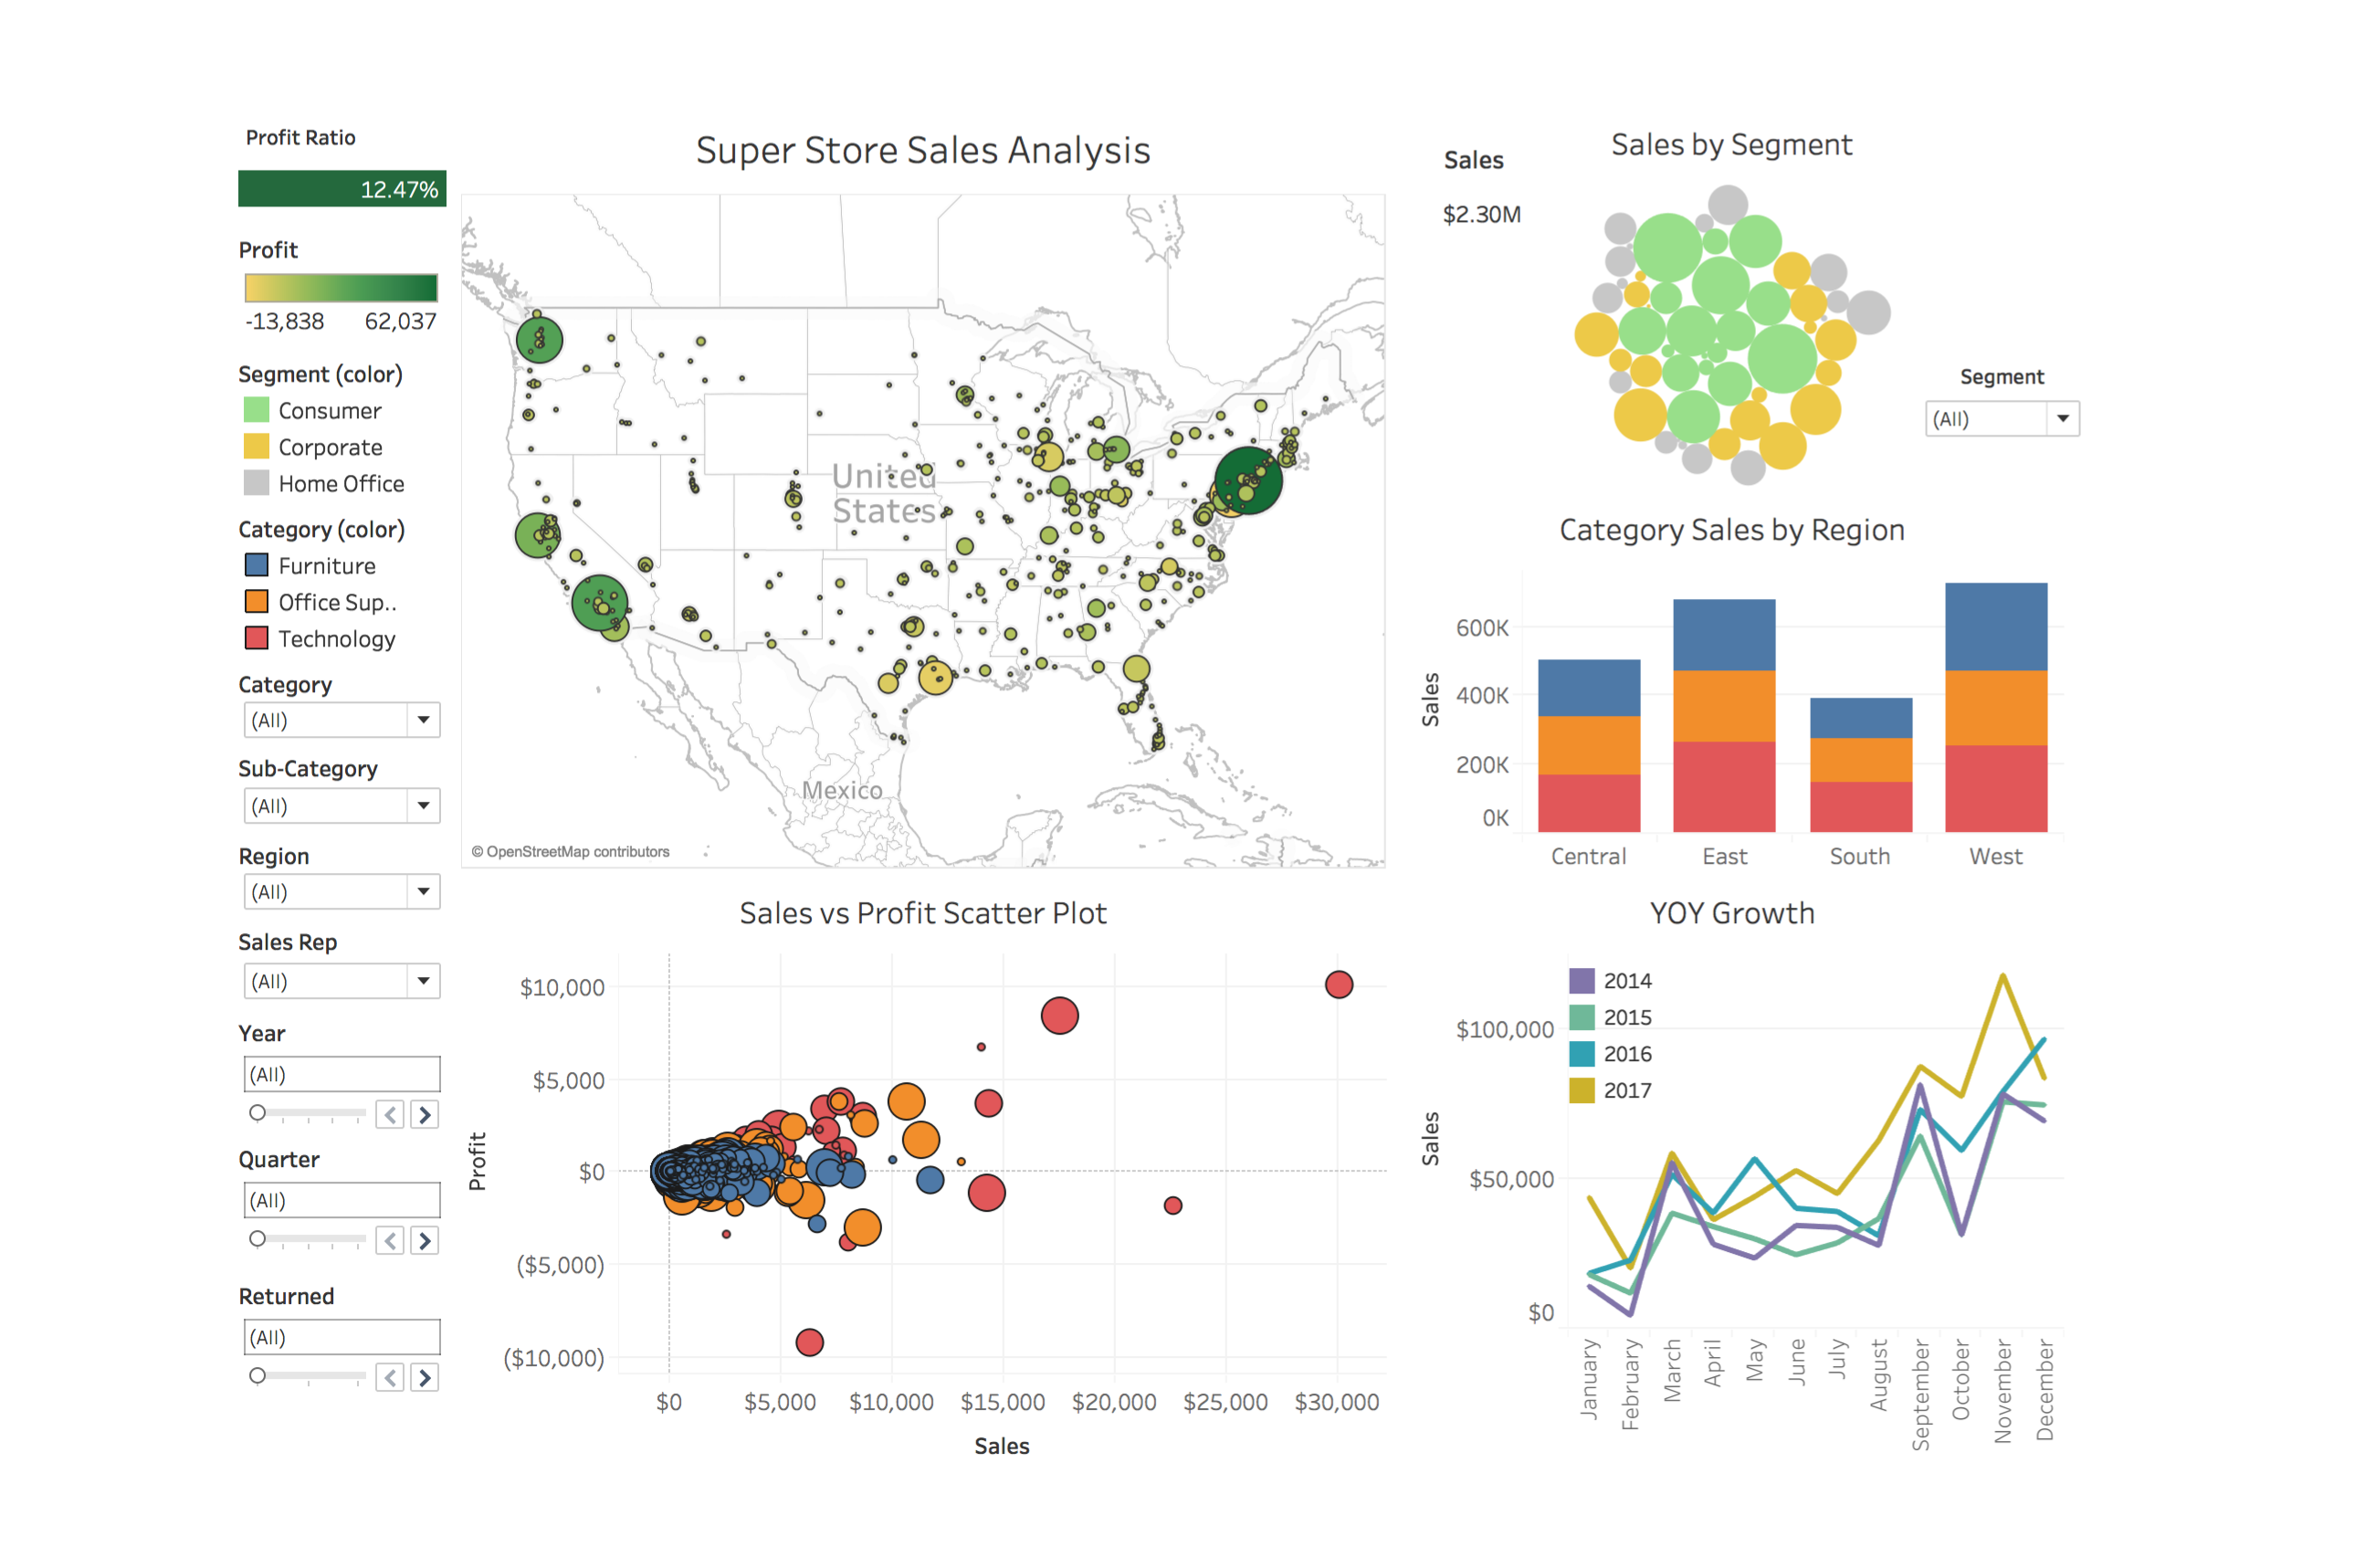 Profit Ratio
12.47%
Profit
-13,838 62,037
Segment (color)
Consumer
Corporate
Home Office
Category (color)
Furniture
Office Sup..
Technology
Category
(All)
Sub-Category
(All)
Region
(All)
Sales Rep
(All)
Year
(All)
Quarter
(All)
Returned
(All)
Super Store Sales Analysis
United
States
Mexico
© OpenStreetMap contributors
Sales vs Profit Scatter Plot
Profit
$10,000
$5,000
$0
($5,000)
($10,000)
$0 $5,000 $10,000 $15,000 $20,000 $25,000 $30,000
Sales
Sales
$2.30M
Sales by Segment
Segment
(All)
Category Sales by Region
Sales
600K
400K
200K
0K
Central East South West
YOY Growth
2014
2015
2016
2017
Sales
$100,000
$50,000
$0
January
February
March
April
May
June
July
August
September
October
November
December